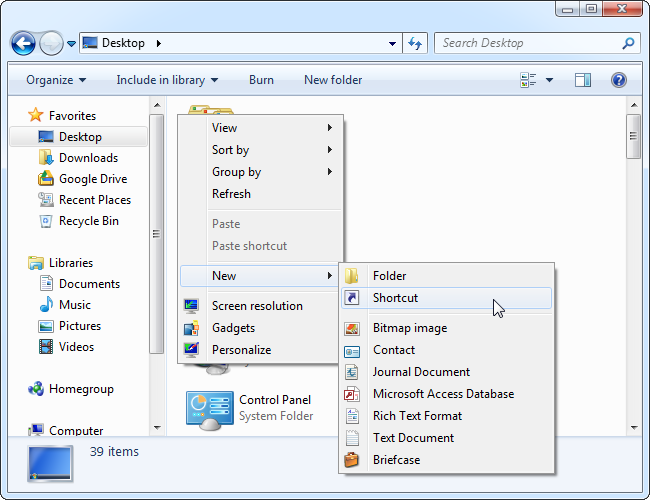 Desktop
Search Desktop
Organize
Include in library
Burn
New folder
Favorites
Desktop
Downloads
Google Drive
Recent Places
Recycle Bin
Libraries
Documents
Music
Pictures
Videos
Homegroup
Computer
View
Sort by
Group by
Refresh
Paste
Paste shortcut
New
Screen resolution
Gadgets
Personalize
Folder
Shortcut
Bitmap image
Contact
Journal Document
Microsoft Access Database
Rich Text Format
Text Document
Briefcase
Control Panel
System Folder
39 items